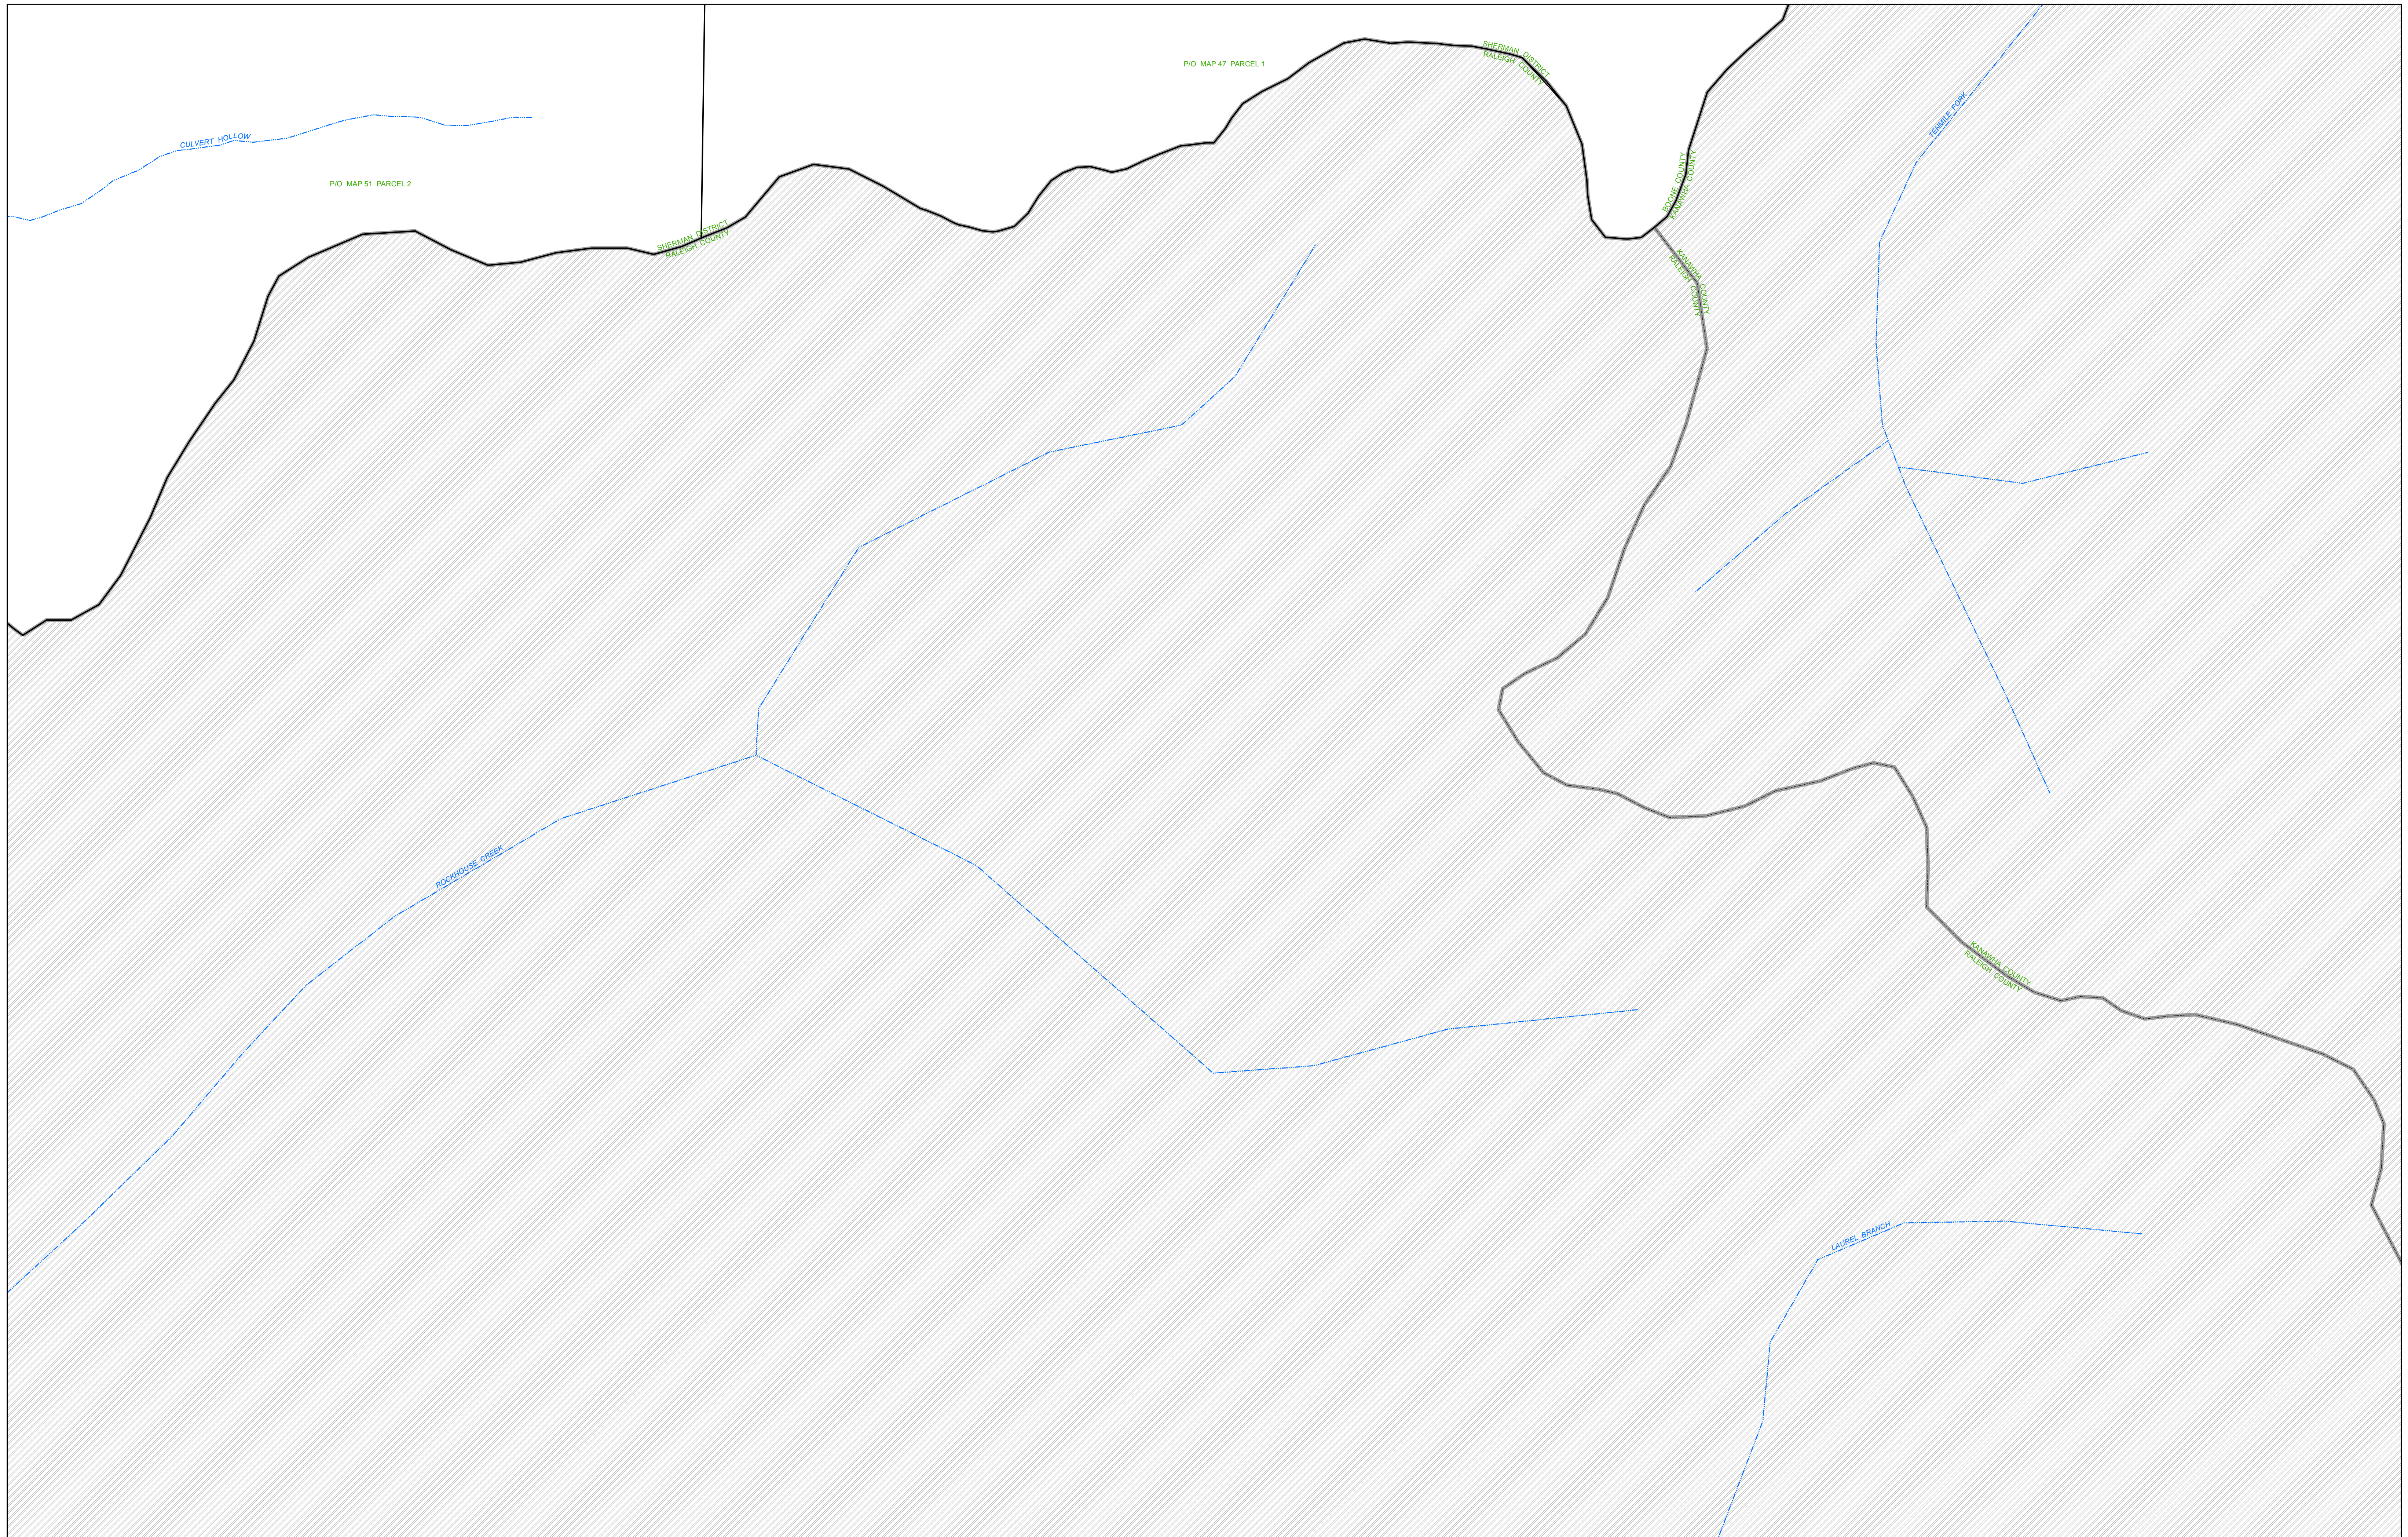 P/O MAP 47 PARCEL 1
SHERMAN DISTRICT
RALEIGH COUNTY
TENMILE FORK
CULVERT HOLLOW
P/O MAP 51 PARCEL 2
BOONE COUNTY
KANAWHA COUNTY
SHERMAN DISTRICT
RALEIGH COUNTY
KANAWHA COUNTY
RALEIGH COUNTY
ROCKHOUSE CREEK
KANAWHA COUNTY
RALEIGH COUNTY
LAUREL BRANCH